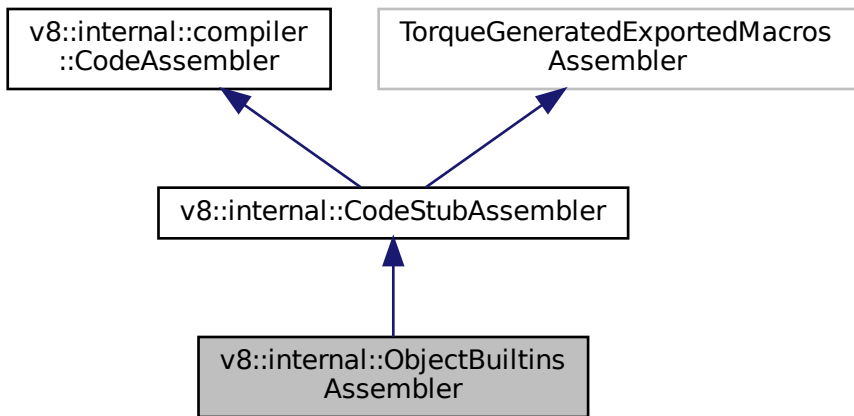 v8::internal::compiler
::CodeAssembler
TorqueGeneratedExportedMacros
Assembler
v8::internal::CodeStubAssembler
v8::internal::ObjectBuiltins
Assembler